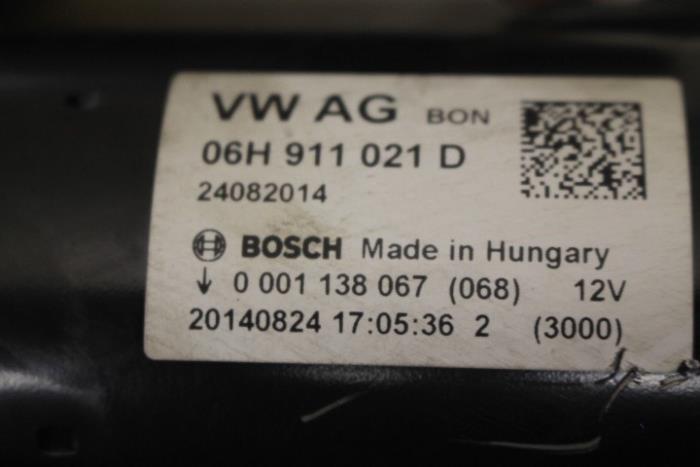 VW AG BON
06H 911 021 D
24082014
BOSCH Made in Hungary
0 001 138 067 (068) 12V
20140824 17:05:36 2 (3000)